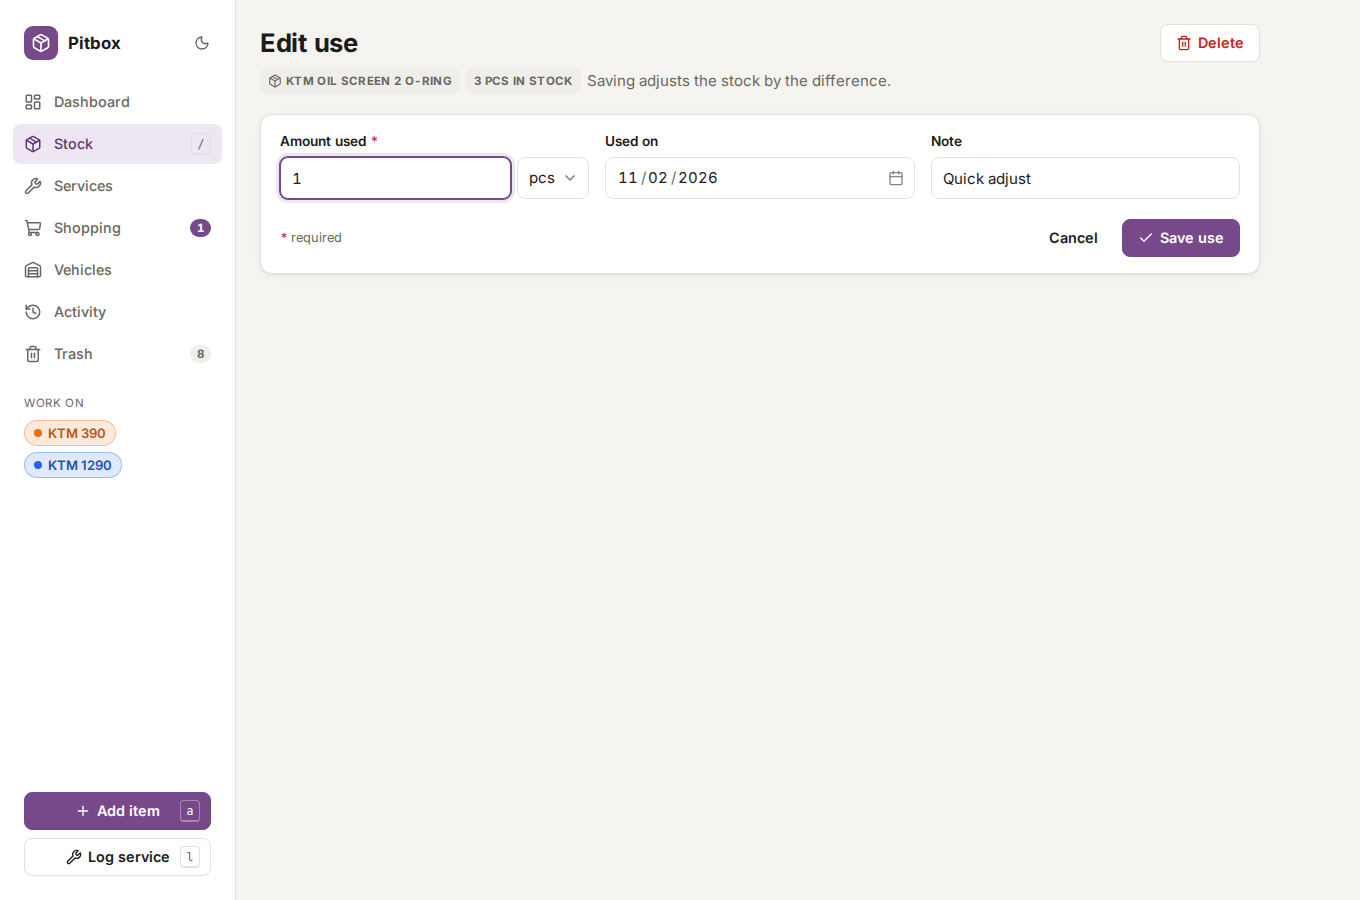 Pitbox
Dashboard
Stock /
Services
Shopping 1
Vehicles
Activity
Trash 8
WORK ON
KTM 390
KTM 1290
+ Add item a
Log service l
Edit use
Delete
KTM OIL SCREEN 2 O-RING 3 PCS IN STOCK Saving adjusts the stock by the difference.
Amount used * Used on Note
1 pcs 11/02/2026 Quick adjust
* required Cancel Save use